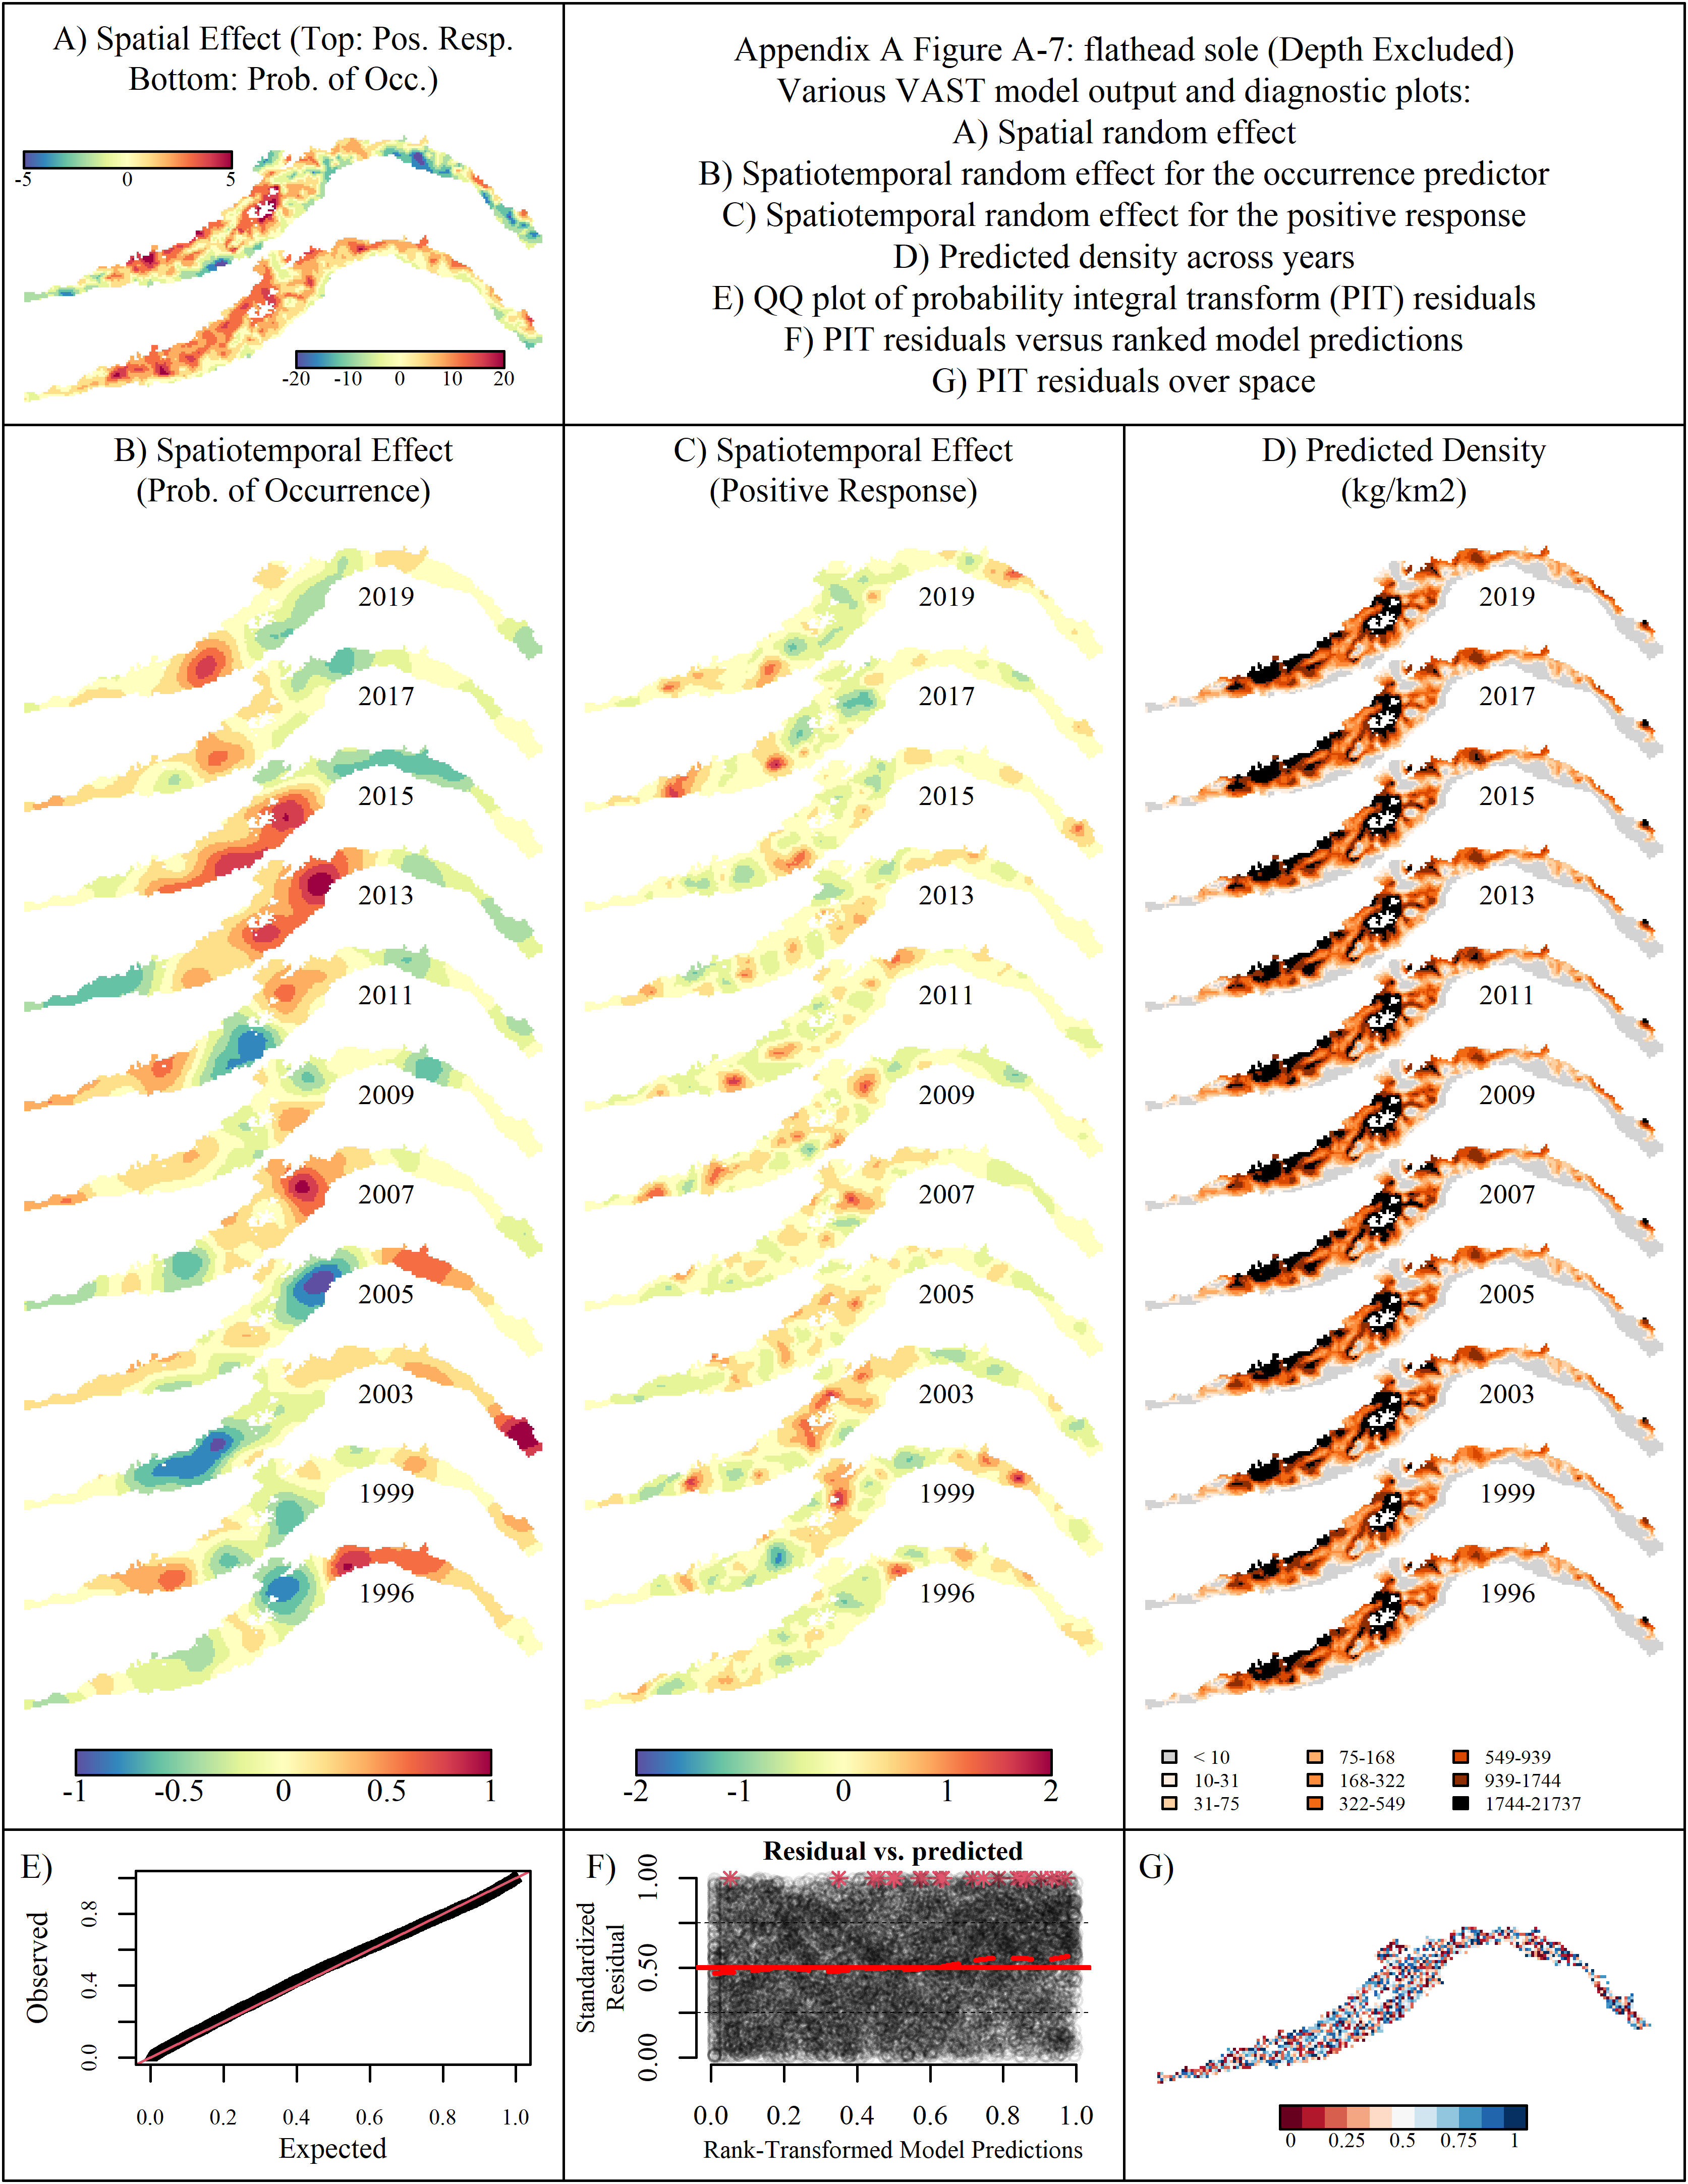 A) Spatial Effect (Top: Pos. Resp.
Bottom: Prob. of Occ.)
-5 0 5
-20 -10 0 10 20
Appendix A Figure A-7: flathead sole (Depth Excluded)
Various VAST model output and diagnostic plots:
A) Spatial random effect
B) Spatiotemporal random effect for the occurrence predictor
C) Spatiotemporal random effect for the positive response
D) Predicted density across years
E) QQ plot of probability integral transform (PIT) residuals
F) PIT residuals versus ranked model predictions
G) PIT residuals over space
B) Spatiotemporal Effect
(Prob. of Occurrence)
2019
2017
2015
2013
2011
2009
2007
2005
2003
1999
1996
-1 -0.5 0 0.5 1
C) Spatiotemporal Effect
(Positive Response)
2019
2017
2015
2013
2011
2009
2007
2005
2003
1999
1996
-2 -1 0 1 2
D) Predicted Density
(kg/km2)
2019
2017
2015
2013
2011
2009
2007
2005
2003
1999
1996
< 10 75-168 549-939
10-31 168-322 939-1744
31-75 322-549 1744-21737
E)
Observed
0.8
0.4
0.0
0.0 0.2 0.4 0.6 0.8 1.0
Expected
F)
Residual vs. predicted
Standardized
Residual
1.00
0.50
0.00
0.0 0.2 0.4 0.6 0.8 1.0
Rank-Transformed Model Predictions
G)
0 0.25 0.5 0.75 1